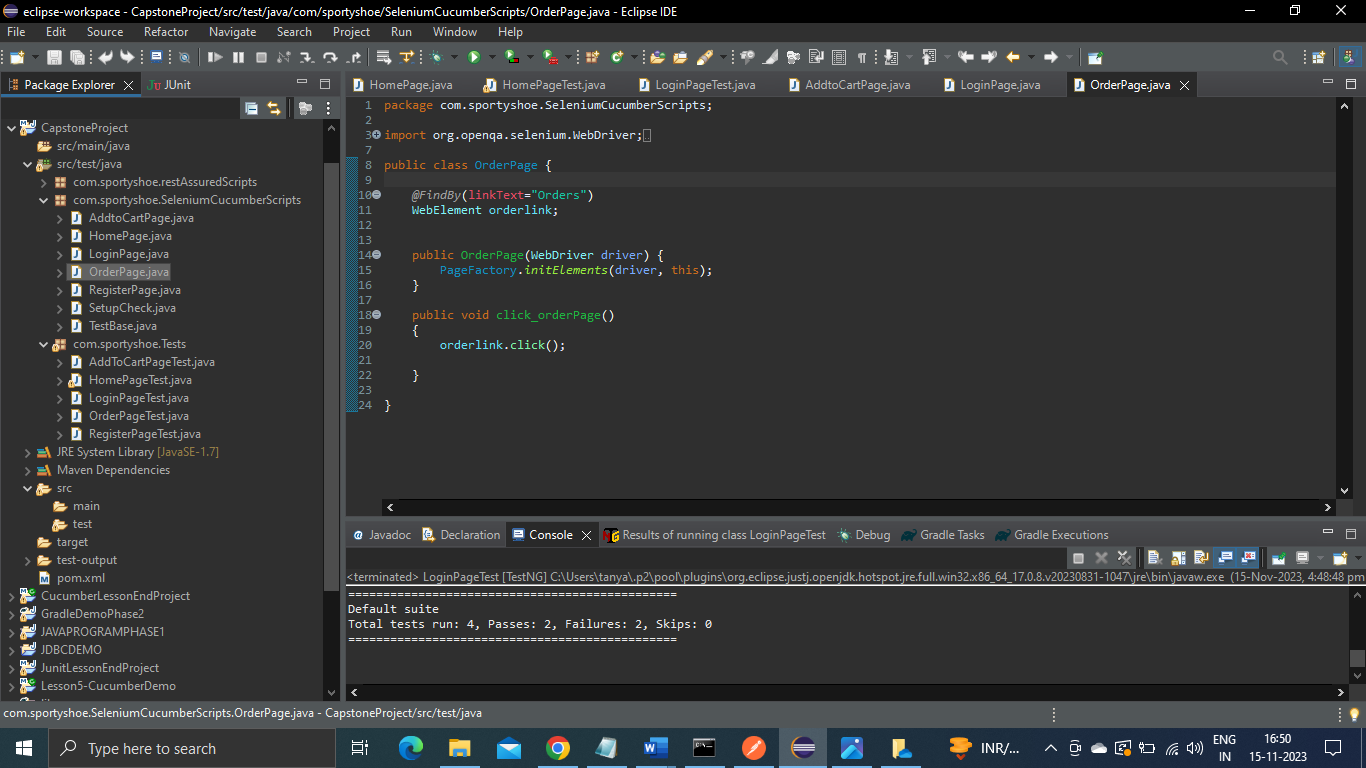 eclipse-workspace - CapstoneProject/src/test/java/com/sportyshoe/SeleniumCucumberScripts/OrderPage.java - Eclipse IDE
File Edit Source Refactor Navigate Search Project Run Window Help
Package Explorer JUnit
HomePage.java HomePageTest.java LoginPageTest.java AddtoCartPage.java LoginPage.java OrderPage.java
CapstoneProject
src/main/java
src/test/java
com.sportyshoe.restAssuredScripts
com.sportyshoe.SeleniumCucumberScripts
AddtoCartPage.java
HomePage.java
LoginPage.java
OrderPage.java
RegisterPage.java
SetupCheck.java
TestBase.java
com.sportyshoe.Tests
AddToCartPageTest.java
HomePageTest.java
LoginPageTest.java
OrderPageTest.java
RegisterPageTest.java
JRE System Library [JavaSE-1.7]
Maven Dependencies
src
main
test
target
test-output
pom.xml
CucumberLessonEndProject
GradleDemoPhase2
JAVAPROGRAMPHASE1
JDBCDEMO
JunitLessonEndProject
Lesson5-CucumberDemo
1 package com.sportyshoe.SeleniumCucumberScripts;
2
3 import org.openqa.selenium.WebDriver;
7
8 public class OrderPage {
9
10 @FindBy(linkText="Orders")
11 WebElement orderlink;
12
13
14 public OrderPage(WebDriver driver) {
15 PageFactory.initElements(driver, this);
16 }
17
18 public void click_orderPage()
19 {
20 orderlink.click();
21
22 }
23
24 }
@ Javadoc Declaration Console Results of running class LoginPageTest Debug Gradle Tasks Gradle Executions
<terminated> LoginPageTest [TestNG] C:\Users\tanya\.p2\pool\plugins\org.eclipse.justj.openjdk.hotspot.jre.full.win32.x86_64_17.0.8.v20230831-1047\jre\bin\javaw.exe (15-Nov-2023, 4:48:48 pm
===============================================
Default suite
Total tests run: 4, Passes: 2, Failures: 2, Skips: 0
===============================================
com.sportyshoe.SeleniumCucumberScripts.OrderPage.java - CapstoneProject/src/test/java
Type here to search
INR/...
ENG
IN
16:50
15-11-2023